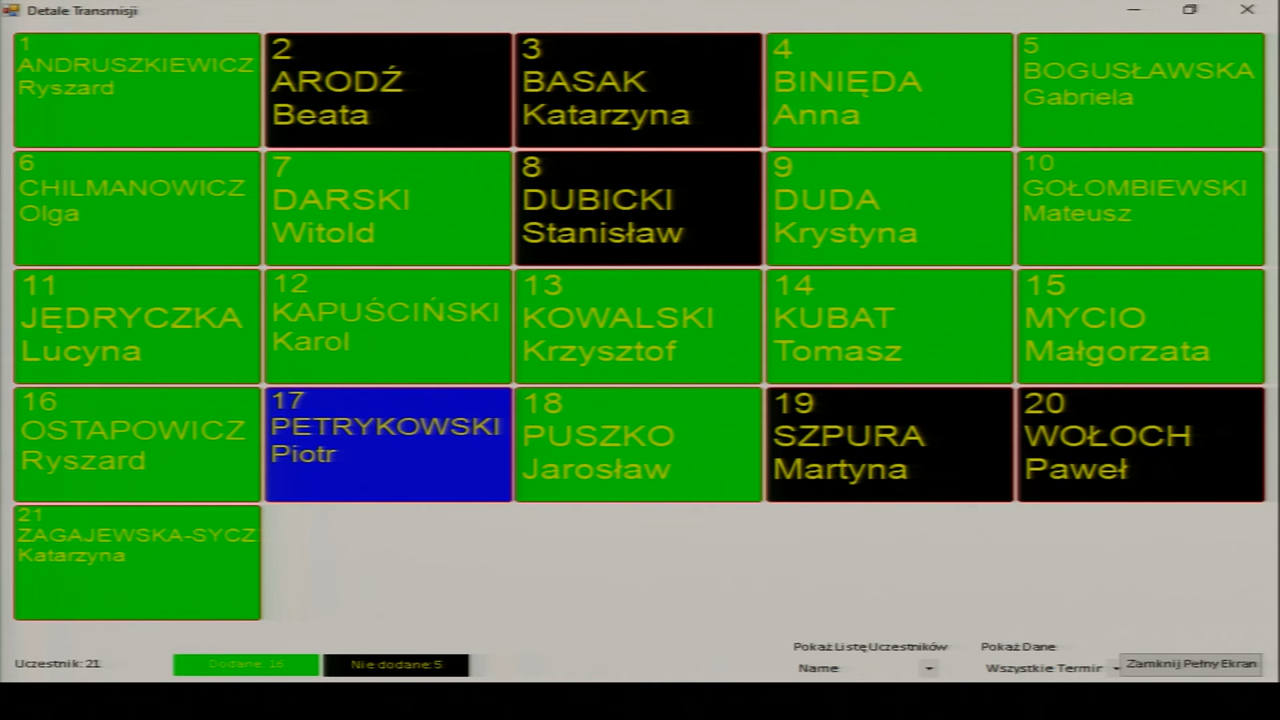 Detale Transmisji
1
ANDRUSZKIEWICZ
Ryszard
2
ARODŹ
Beata
3
BASAK
Katarzyna
4
BINIĘDA
Anna
5
BOGUSŁAWSKA
Gabriela
6
CHILMANOWICZ
Olga
7
DARSKI
Witold
8
DUBICKI
Stanisław
9
DUDA
Krystyna
10
GOŁOMBIEWSKI
Mateusz
11
JĘDRYCZKA
Lucyna
12
KAPUŚCIŃSKI
Karol
13
KOWALSKI
Krzysztof
14
KUBAT
Tomasz
15
MYCIO
Małgorzata
16
OSTAPOWICZ
Ryszard
17
PETRYKOWSKI
Piotr
18
PUSZKO
Jarosław
19
SZPURA
Martyna
20
WOŁOCH
Paweł
21
ZAGAJEWSKA-SYCZ
Katarzyna
Pokaż Listę Uczestników Pokaż Dane
Uczestnik: 21 Dodane: 16 Nie dodane: 5 Name Wszystkie Termir Zamknij Pełny Ekran